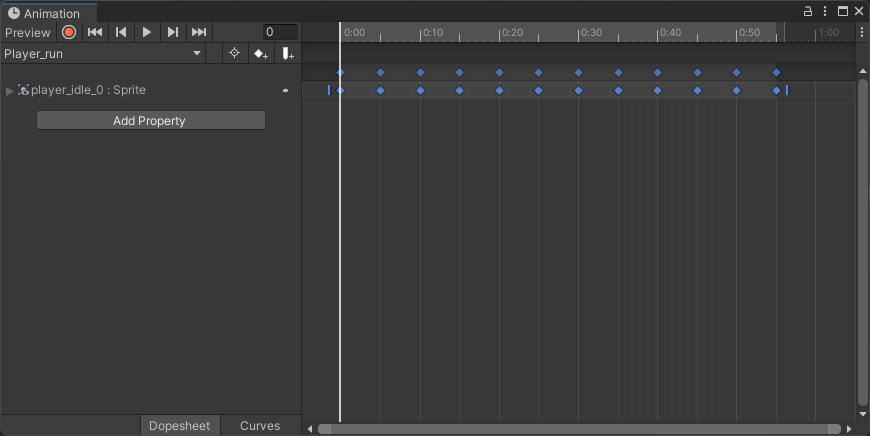 Animation
Preview 0 0:00 0:10 0:20 0:30 0:40 0:50 1:00
Player_run
player_idle_0 : Sprite
Add Property
Dopesheet Curves